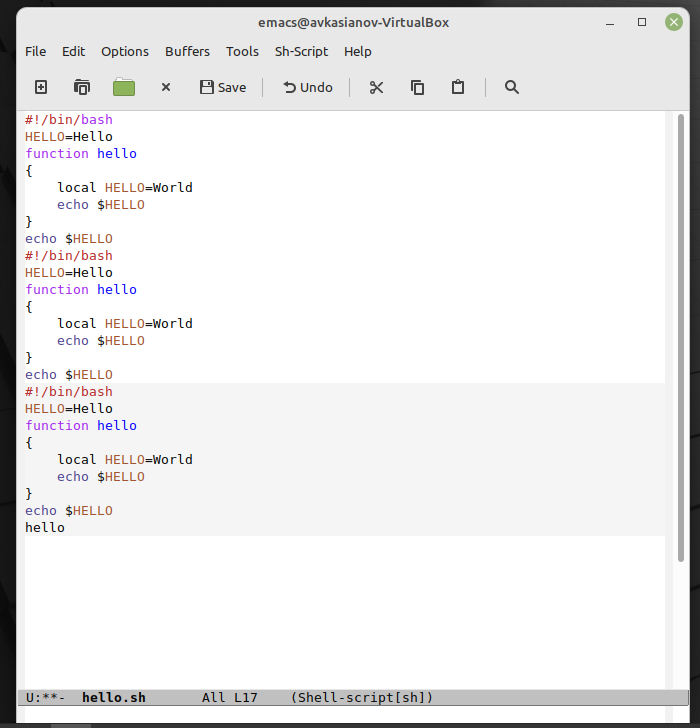 emacs@avkasianov-VirtualBox
File Edit Options Buffers Tools Sh-Script Help
Save Undo
#!/bin/bash
HELLO=Hello
function hello
{
    local HELLO=World
    echo $HELLO
}
echo $HELLO
#!/bin/bash
HELLO=Hello
function hello
{
    local HELLO=World
    echo $HELLO
}
echo $HELLO
#!/bin/bash
HELLO=Hello
function hello
{
    local HELLO=World
    echo $HELLO
}
echo $HELLO
hello
U:**-  hello.sh       All L17    (Shell-script[sh])